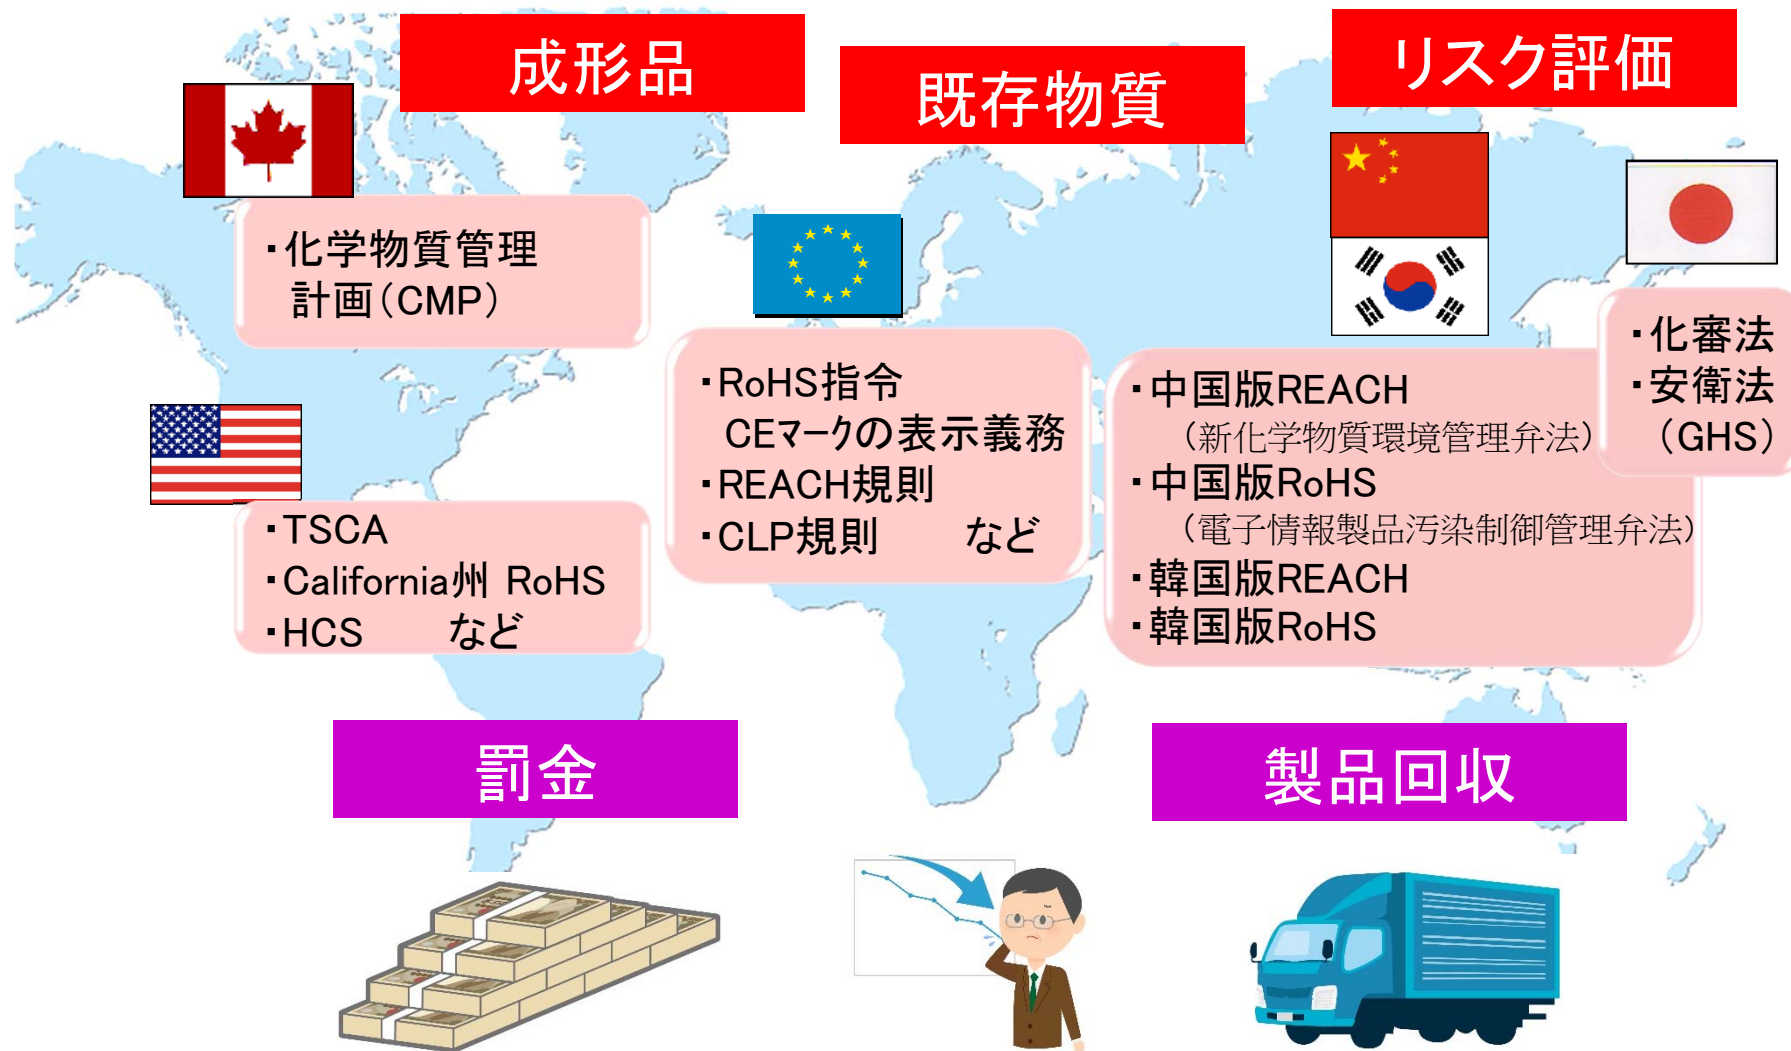 成形品
既存物質
リスク評価
・化学物質管理
計画(CMP)
・TSCA
・California州 RoHS
・HCS など
・RoHS指令
CEマークの表示義務
・REACH規則
・CLP規則 など
・中国版REACH
(新化学物質環境管理弁法)
・中国版RoHS
(電子情報製品汚染制御管理弁法)
・韓国版REACH
・韓国版RoHS
・化審法
・安衛法
(GHS)
罰金
製品回収